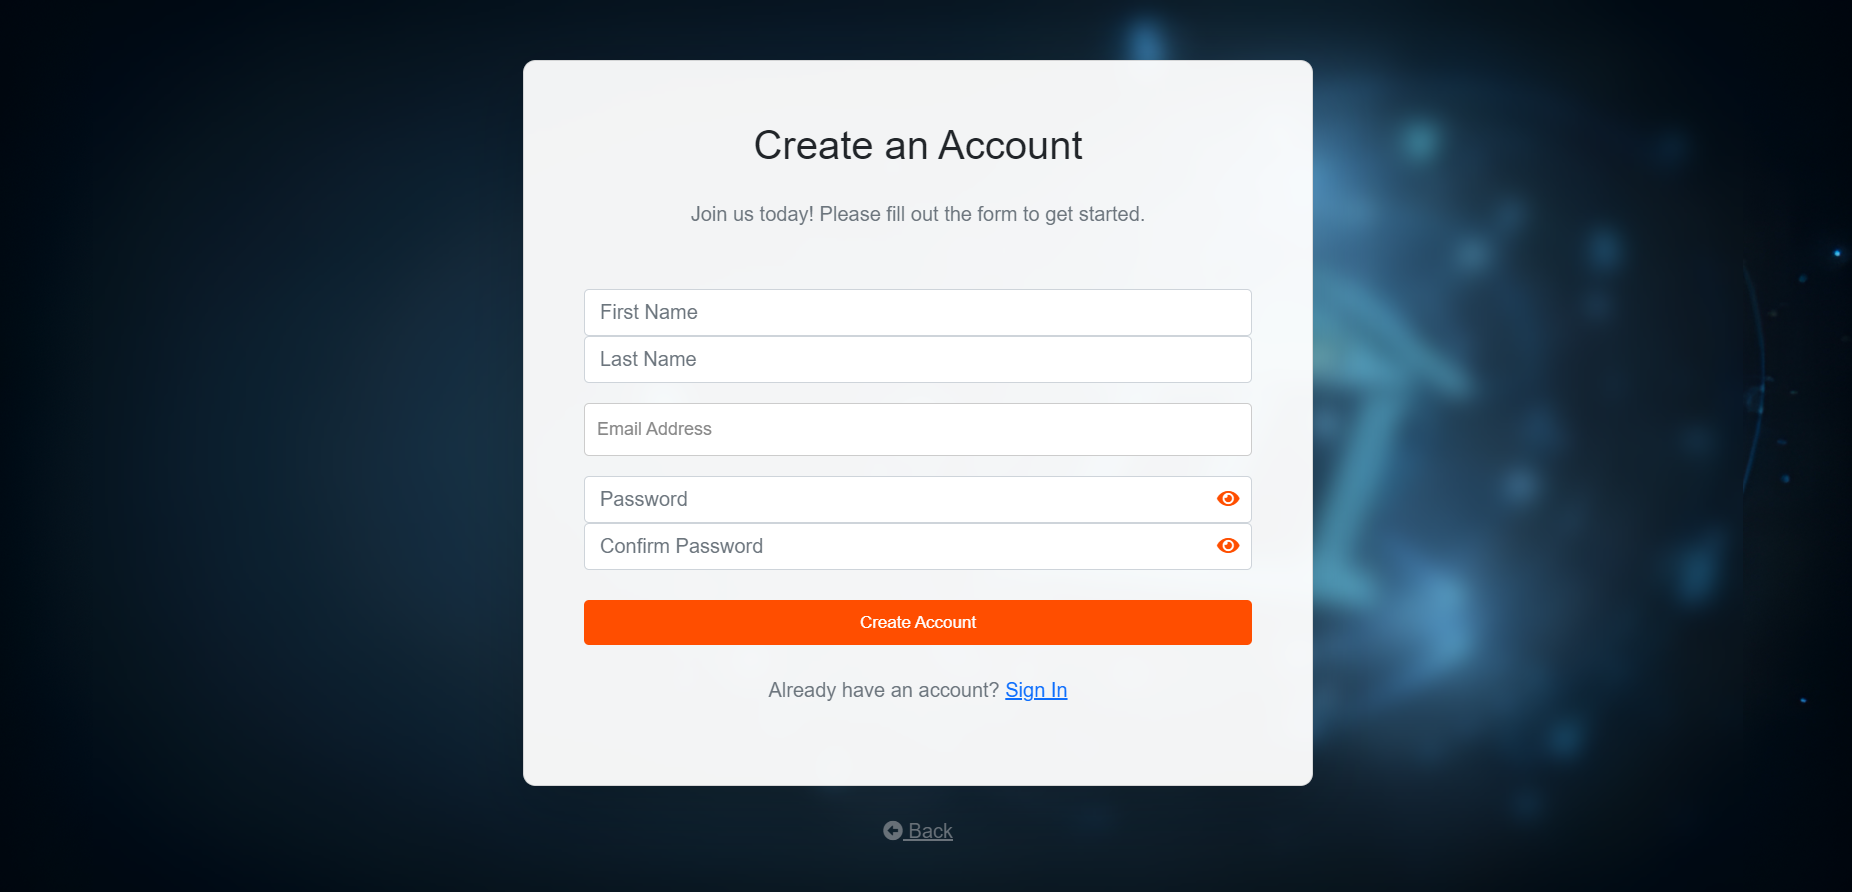 Create an Account
Join us today! Please fill out the form to get started.
First Name
Last Name
Email Address
Password
Confirm Password
Create Account
Already have an account? Sign In
Back